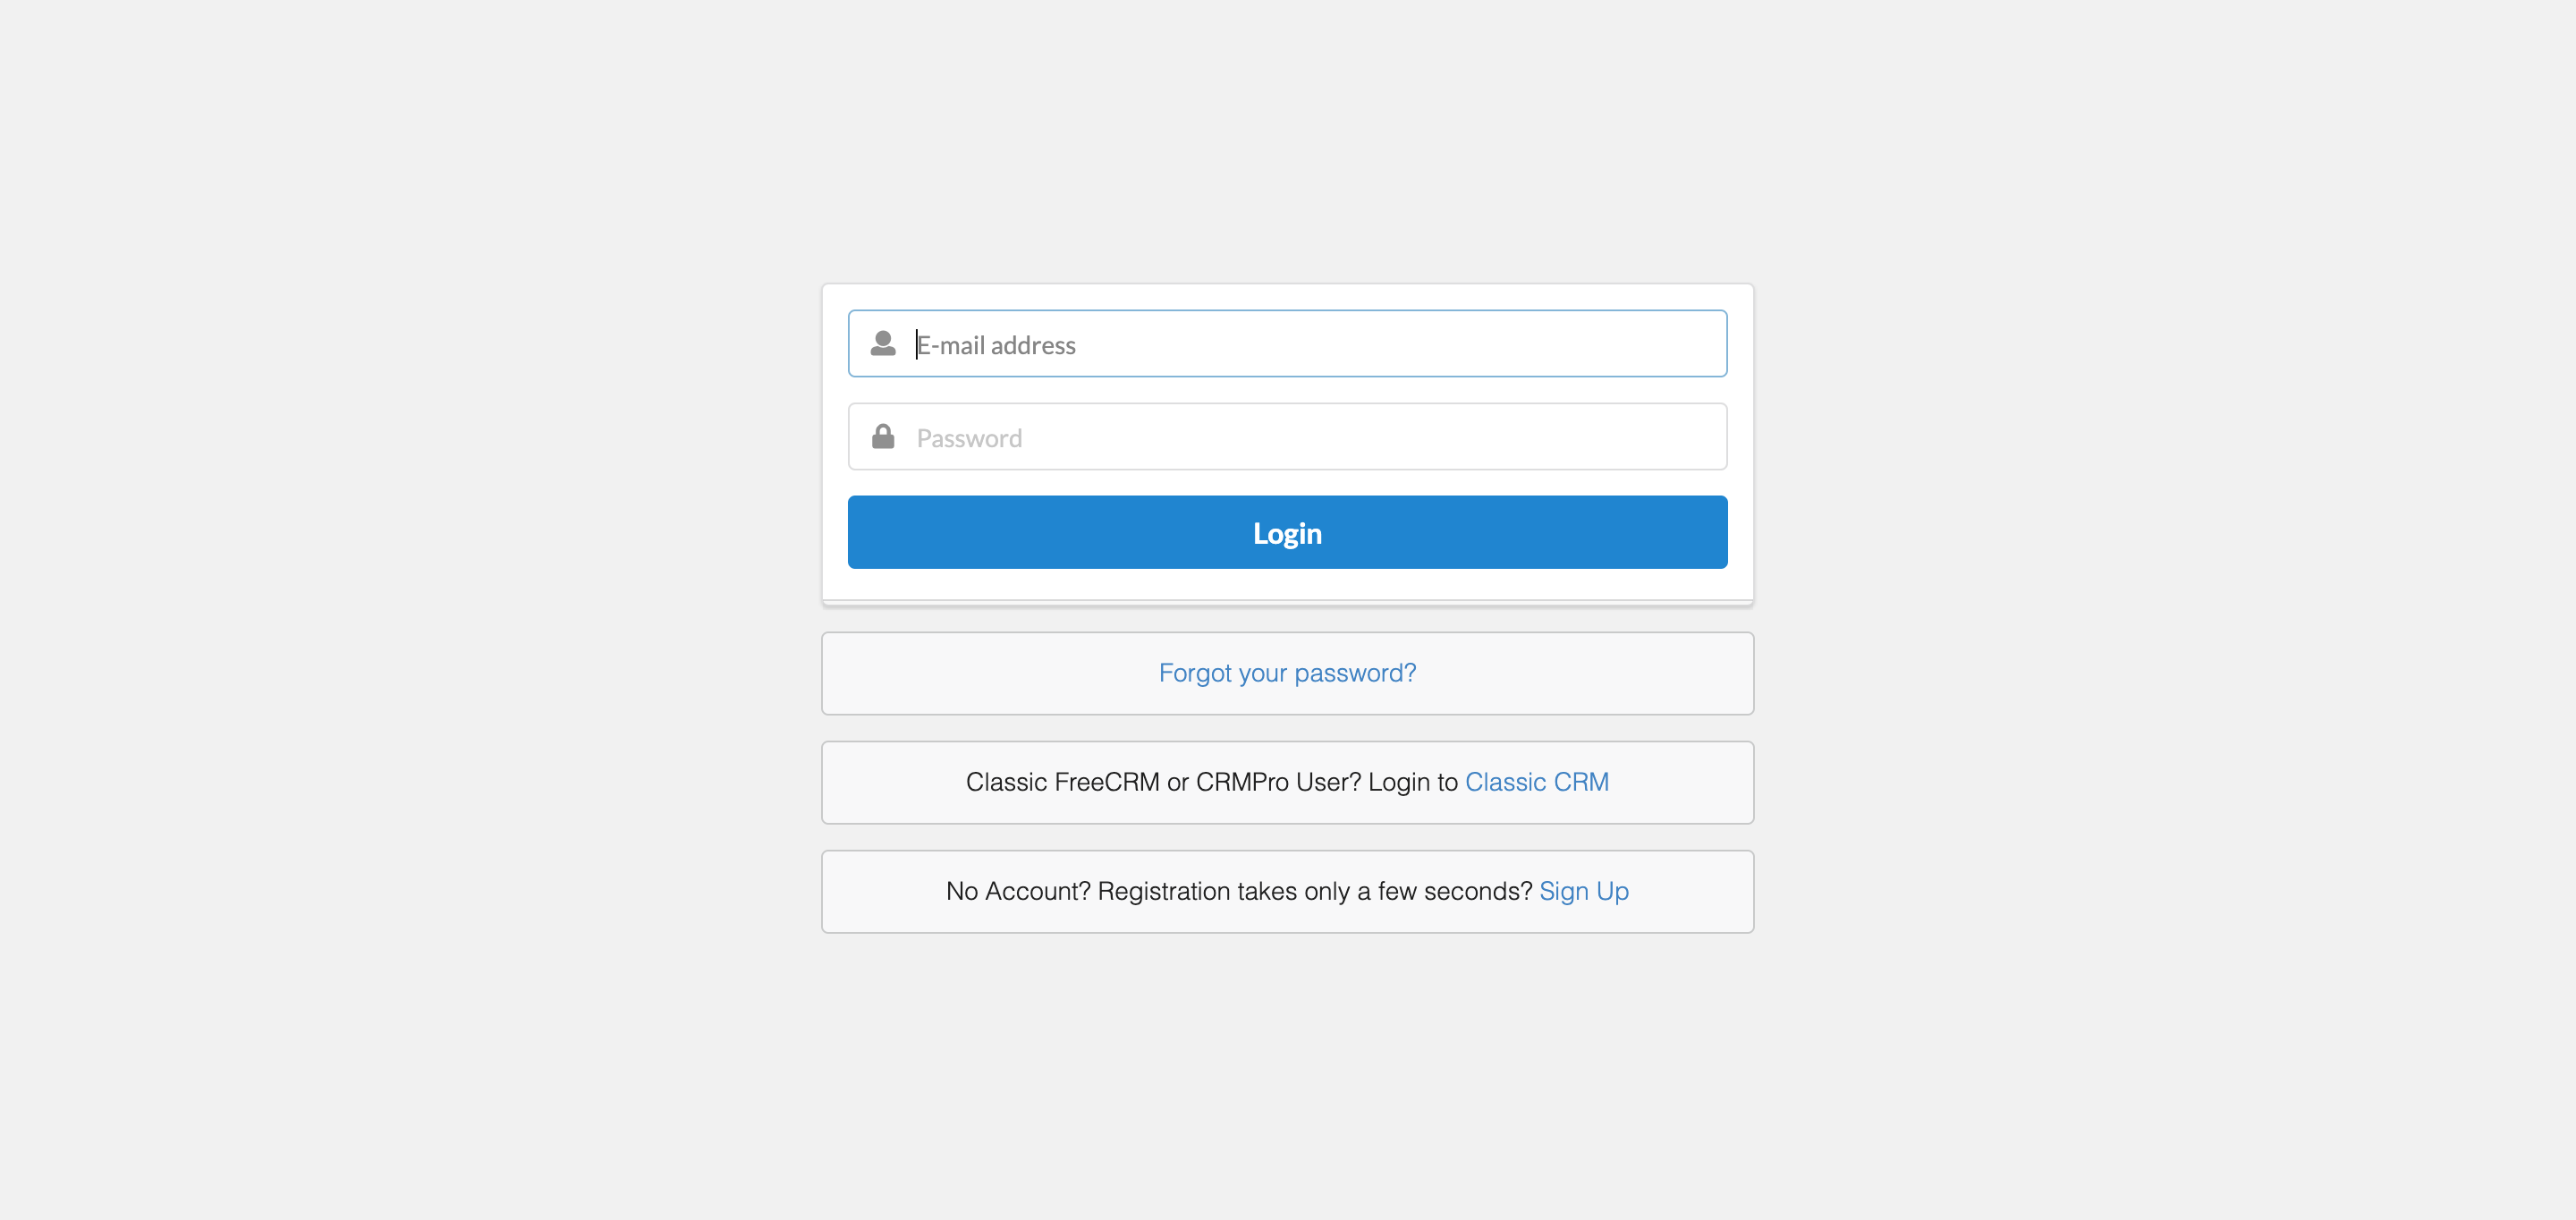 E-mail address
Password
Login
Forgot your password?
Classic FreeCRM or CRMPro User? Login to Classic CRM
No Account? Registration takes only a few seconds? Sign Up